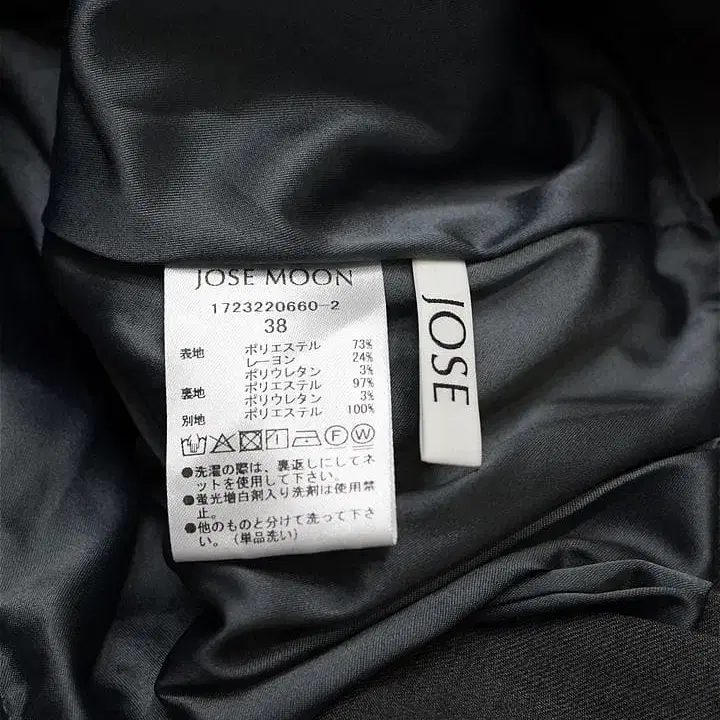 JOSE MOON
1723220660-2
38
表地 ポリエステル 73%
レーヨン 24%
ポリウレタン 3%
裏地 ポリエステル 97%
ポリウレタン 3%
別地 ポリエステル 100%
F W
●洗濯の際は、裏返しにしてネ
ットを使用して下さい。
●蛍光増白剤入り洗剤は使用禁
止。
●他のものと分けて洗って下さ
い。（単品洗い）
JOSE